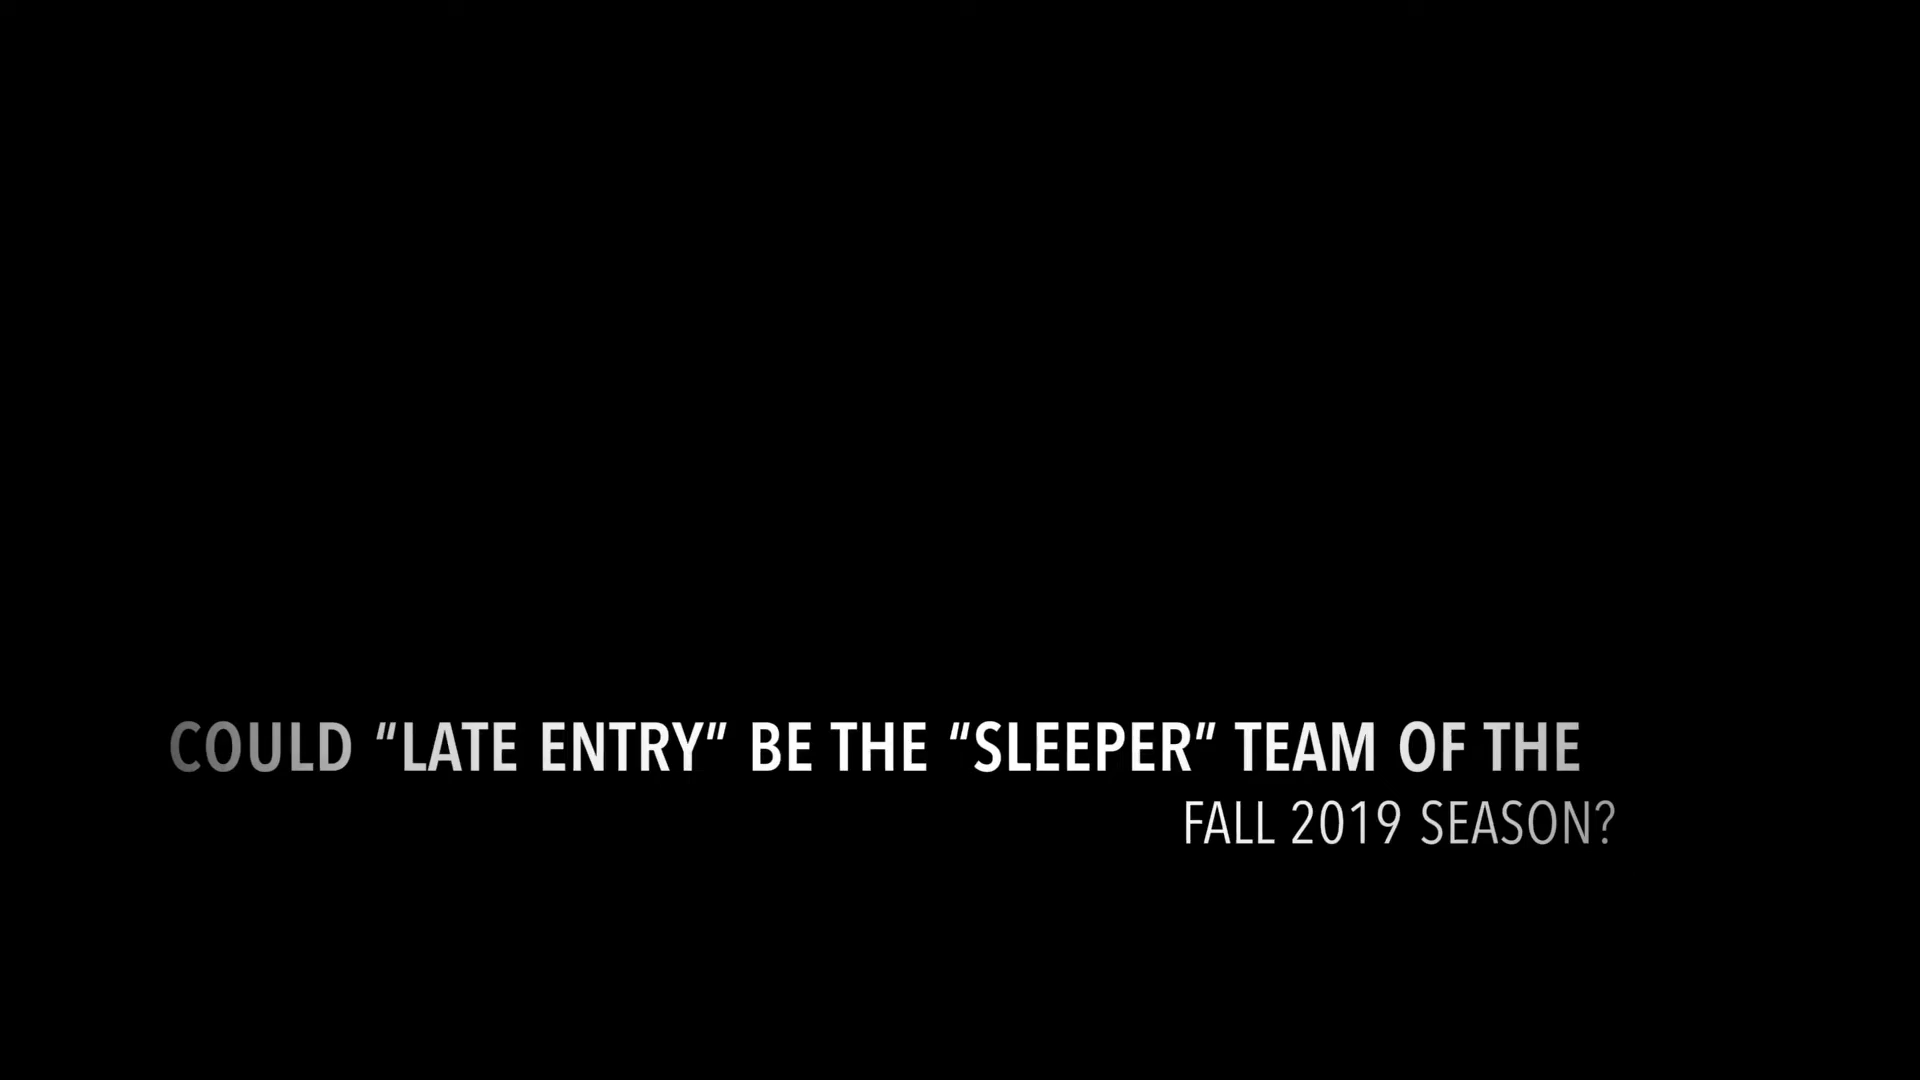 COULD “LATE ENTRY” BE THE “SLEEPER” TEAM OF THE
FALL 2019 SEASON?